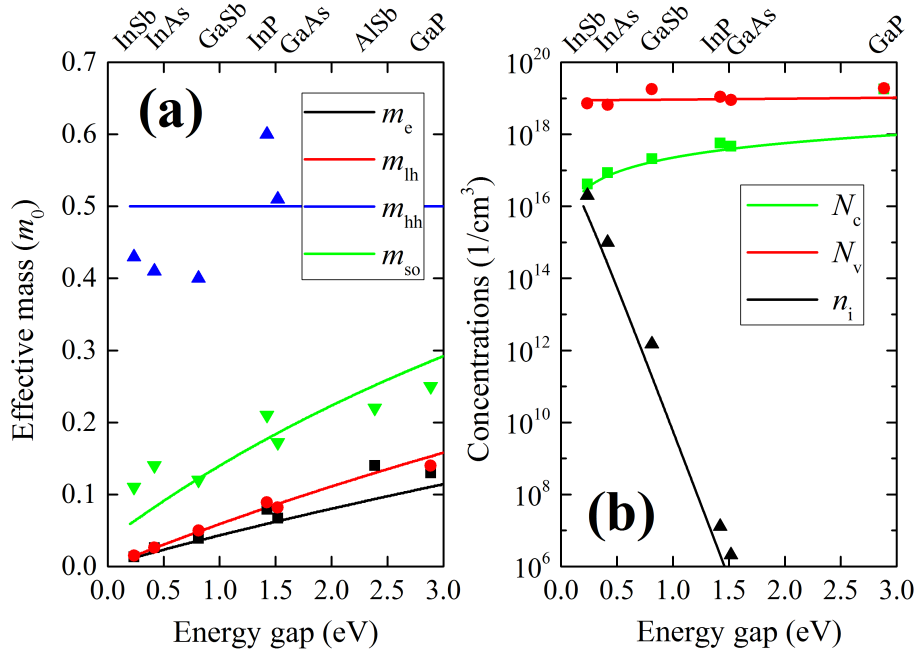 InSb InAs GaSb InP GaAs AlSb GaP
0.7
0.6
0.5
0.4
0.3
0.2
0.1
0.0
(a)
m_e
m_lh
m_hh
m_so
Effective mass (m_0)
0.0 0.5 1.0 1.5 2.0 2.5 3.0
Energy gap (eV)
InSb InAs GaSb InP GaAs GaP
10^20
10^18
10^16
10^14
10^12
10^10
10^8
10^6
N_c
N_v
n_i
(b)
Concentrations (1/cm^3)
0.0 0.5 1.0 1.5 2.0 2.5 3.0
Energy gap (eV)